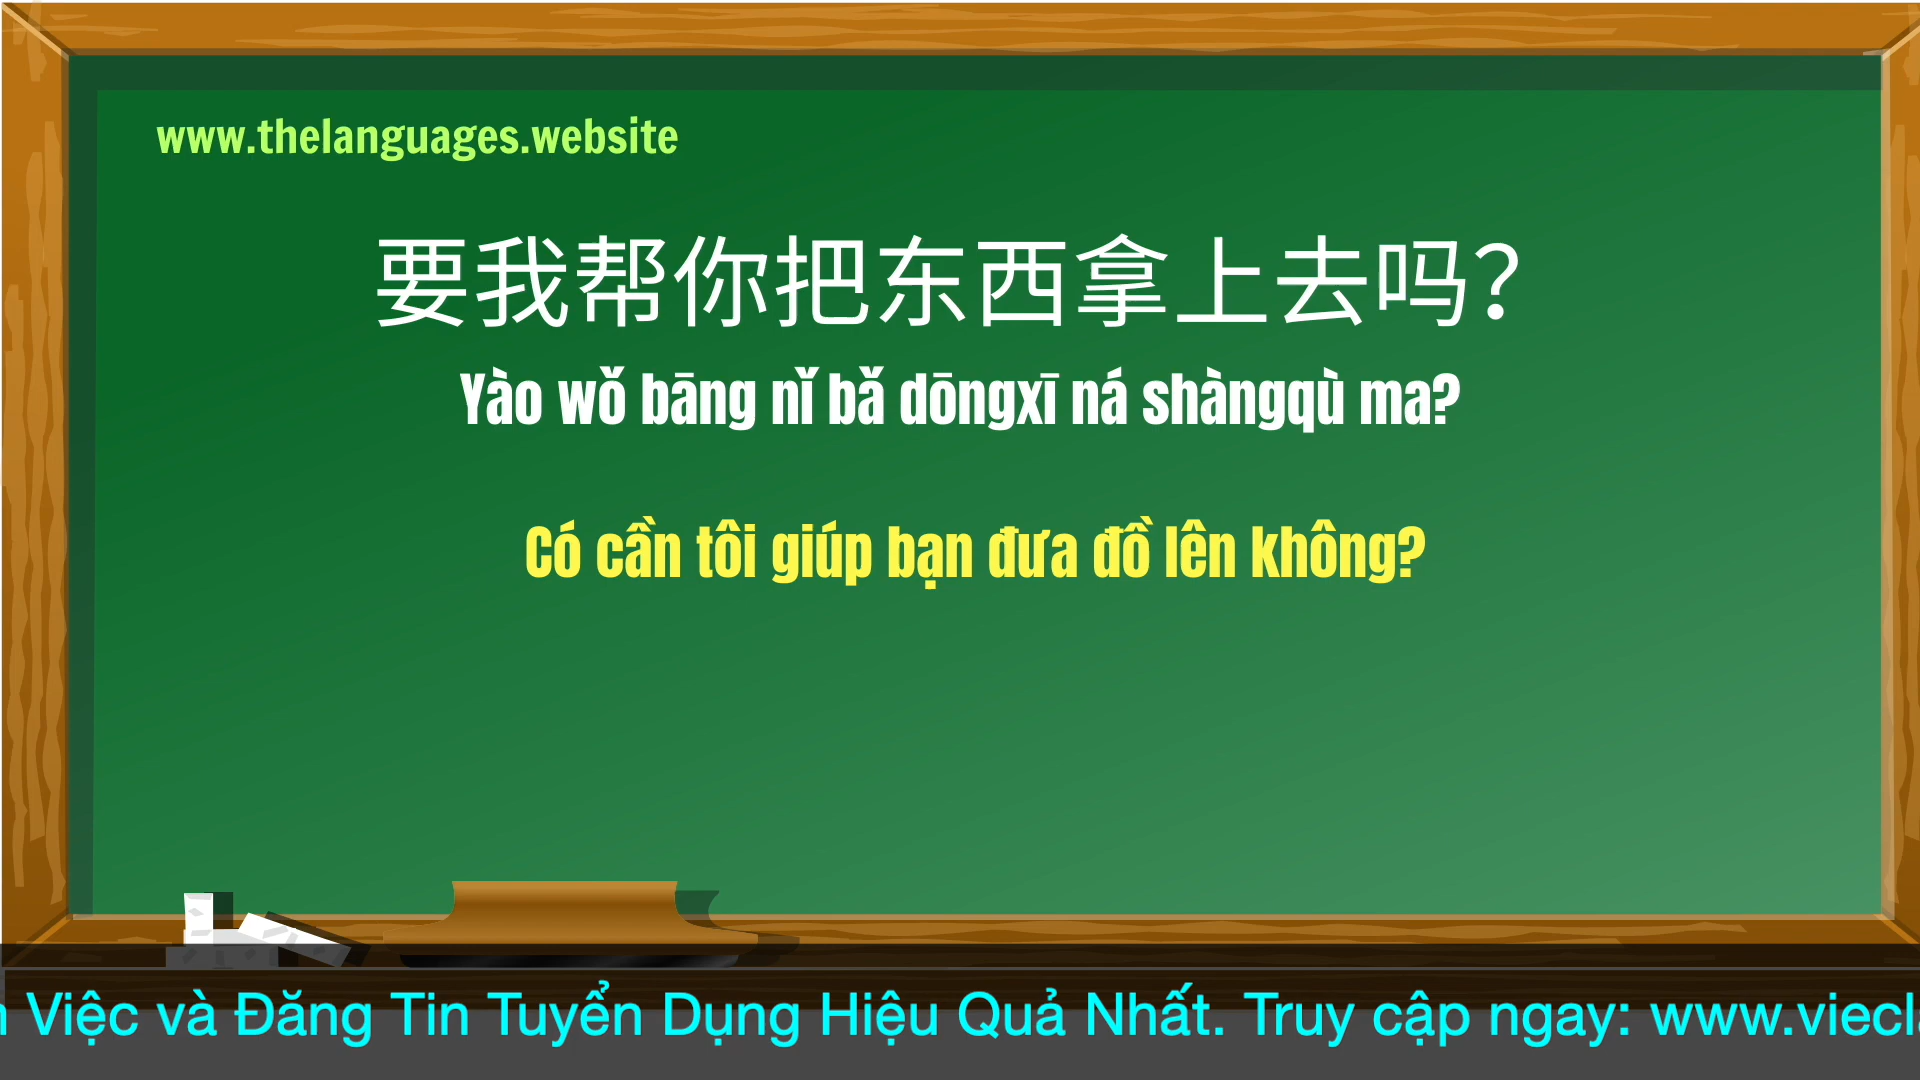 www.thelanguages.website
要我帮你把东西拿上去吗?
Yào wǒ bāng nǐ bǎ dōngxī ná shàngqù ma?
Có cần tôi giúp bạn đưa đồ lên không?
Việc và Đăng Tin Tuyển Dụng Hiệu Quả Nhất. Truy cập ngay: